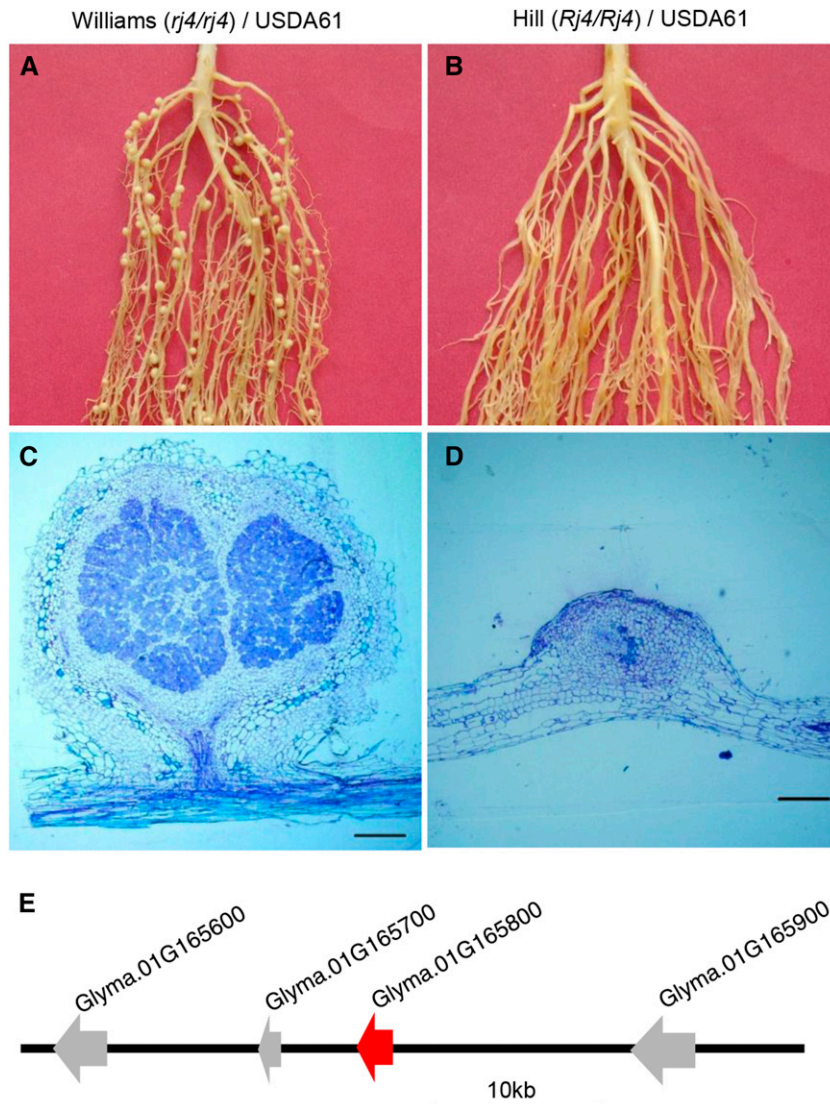 Williams (rj4/rj4) / USDA61
Hill (Rj4/Rj4) / USDA61
A
B
C
D
E
Glyma.01G165600
Glyma.01G165700
Glyma.01G165800
Glyma.01G165900
10kb